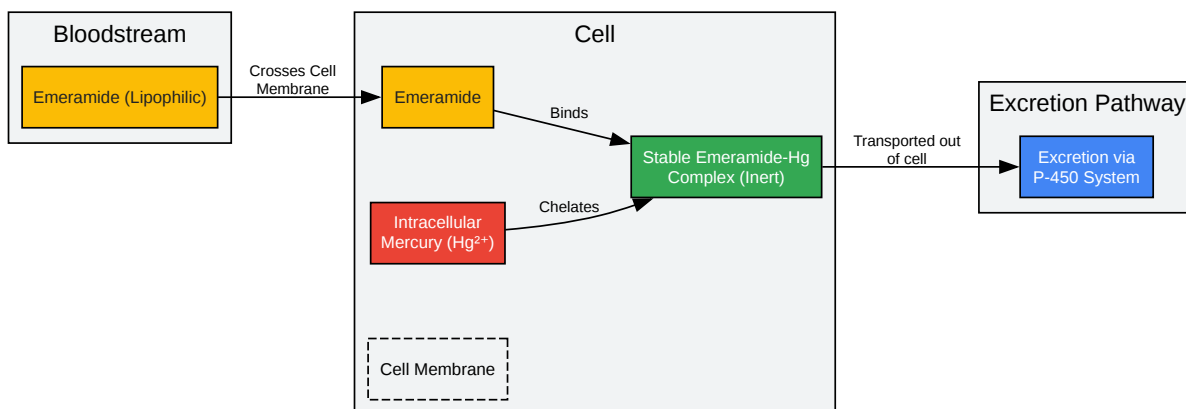 Bloodstream
Emeramide (Lipophilic)
Crosses Cell
Membrane
Cell
Emeramide
Binds
Intracellular
Mercury (Hg²⁺)
Chelates
Stable Emeramide-Hg
Complex (Inert)
Cell Membrane
Transported out
of cell
Excretion Pathway
Excretion via
P-450 System